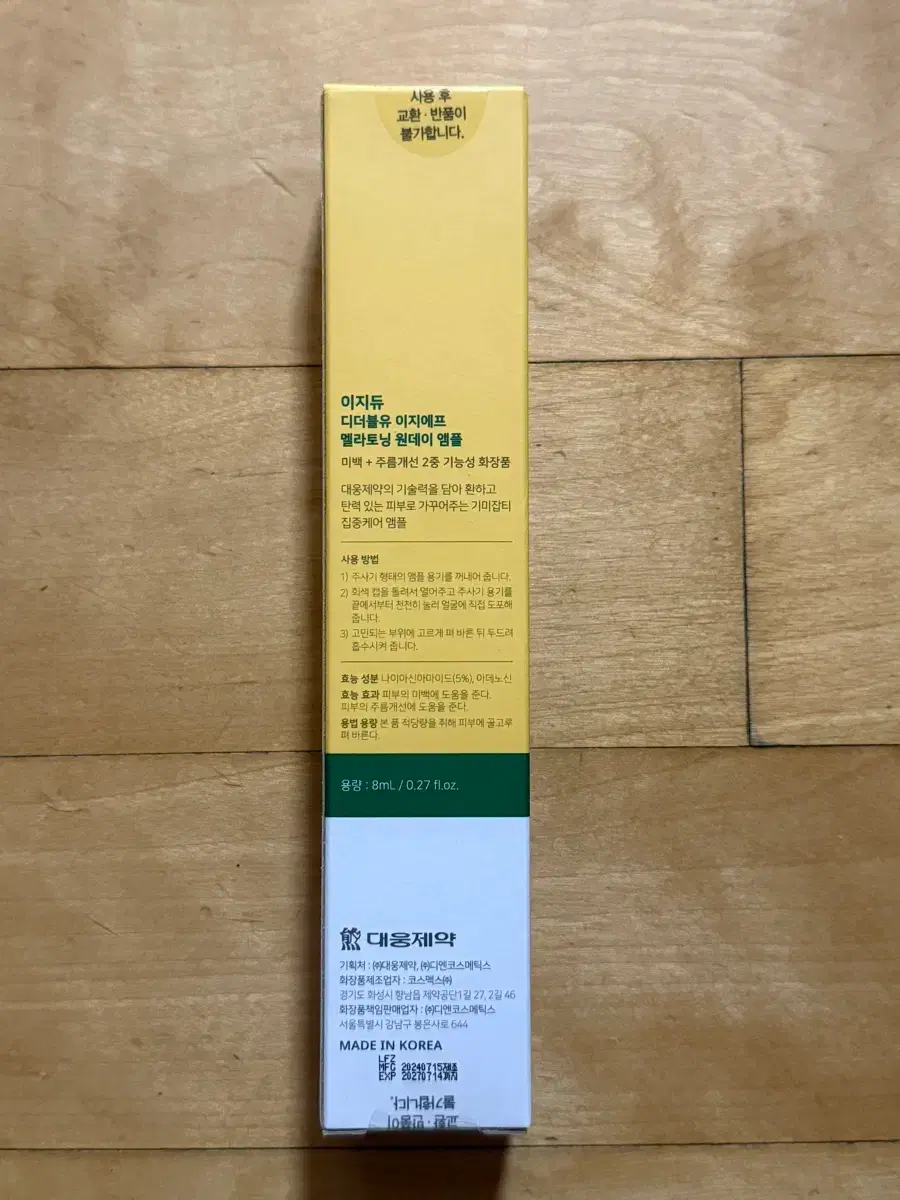 사용 후
교환 · 반품이
불가합니다.
이지듀
디더블유 이지에프
멜라토닝 원데이 앰플
미백 + 주름개선 2중 기능성 화장품
대웅제약의 기술력을 담아 환하고
탄력 있는 피부로 가꾸어주는 기미잡티
집중케어 앰플
사용 방법
1) 주사기 형태의 앰플 용기를 꺼내어 줍니다.
2) 회색 캡을 돌려서 열어주고 주사기 용기를
끝에서부터 천천히 눌러 얼굴에 직접 도포해
줍니다.
3) 고민되는 부위에 고르게 펴 바른 뒤 두드려
흡수시켜 줍니다.
효능 성분 나이아신아마이드(5%), 아데노신
효능 효과 피부의 미백에 도움을 준다.
피부의 주름개선에 도움을 준다.
용법 용량 본 품 적당량을 취해 피부에 골고루
펴 바른다.
용량 : 8mL / 0.27 fl.oz.
대웅제약
기획처 : ㈜대웅제약, ㈜디엔코스메틱스
화장품제조업자 : 코스맥스㈜
경기도 화성시 향남읍 제약공단1길 27, 2길 46
화장품책임판매업자 : ㈜디엔코스메틱스
서울특별시 강남구 봉은사로 644
MADE IN KOREA
LFZ
MFG 20240715제조
EXP 20270714까지
불가합니다.
교환 · 반품이